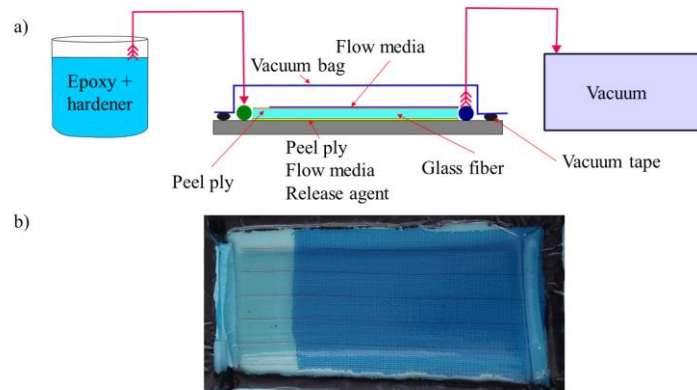 a)
Epoxy +
hardener
Flow media
Vacuum bag
Vacuum
Peel ply
Peel ply
Flow media
Release agent
Glass fiber
Vacuum tape
b)